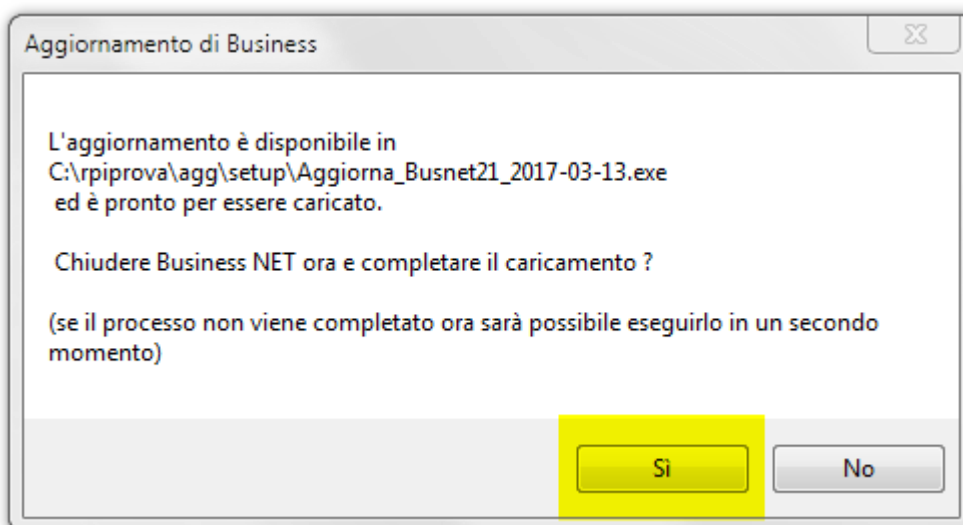 Aggiornamento di Business
L'aggiornamento è disponibile in
C:\rpiprova\agg\setup\Aggiorna_Busnet21_2017-03-13.exe
ed è pronto per essere caricato.
Chiudere Business NET ora e completare il caricamento ?
(se il processo non viene completato ora sarà possibile eseguirlo in un secondo
momento)
Sì
No